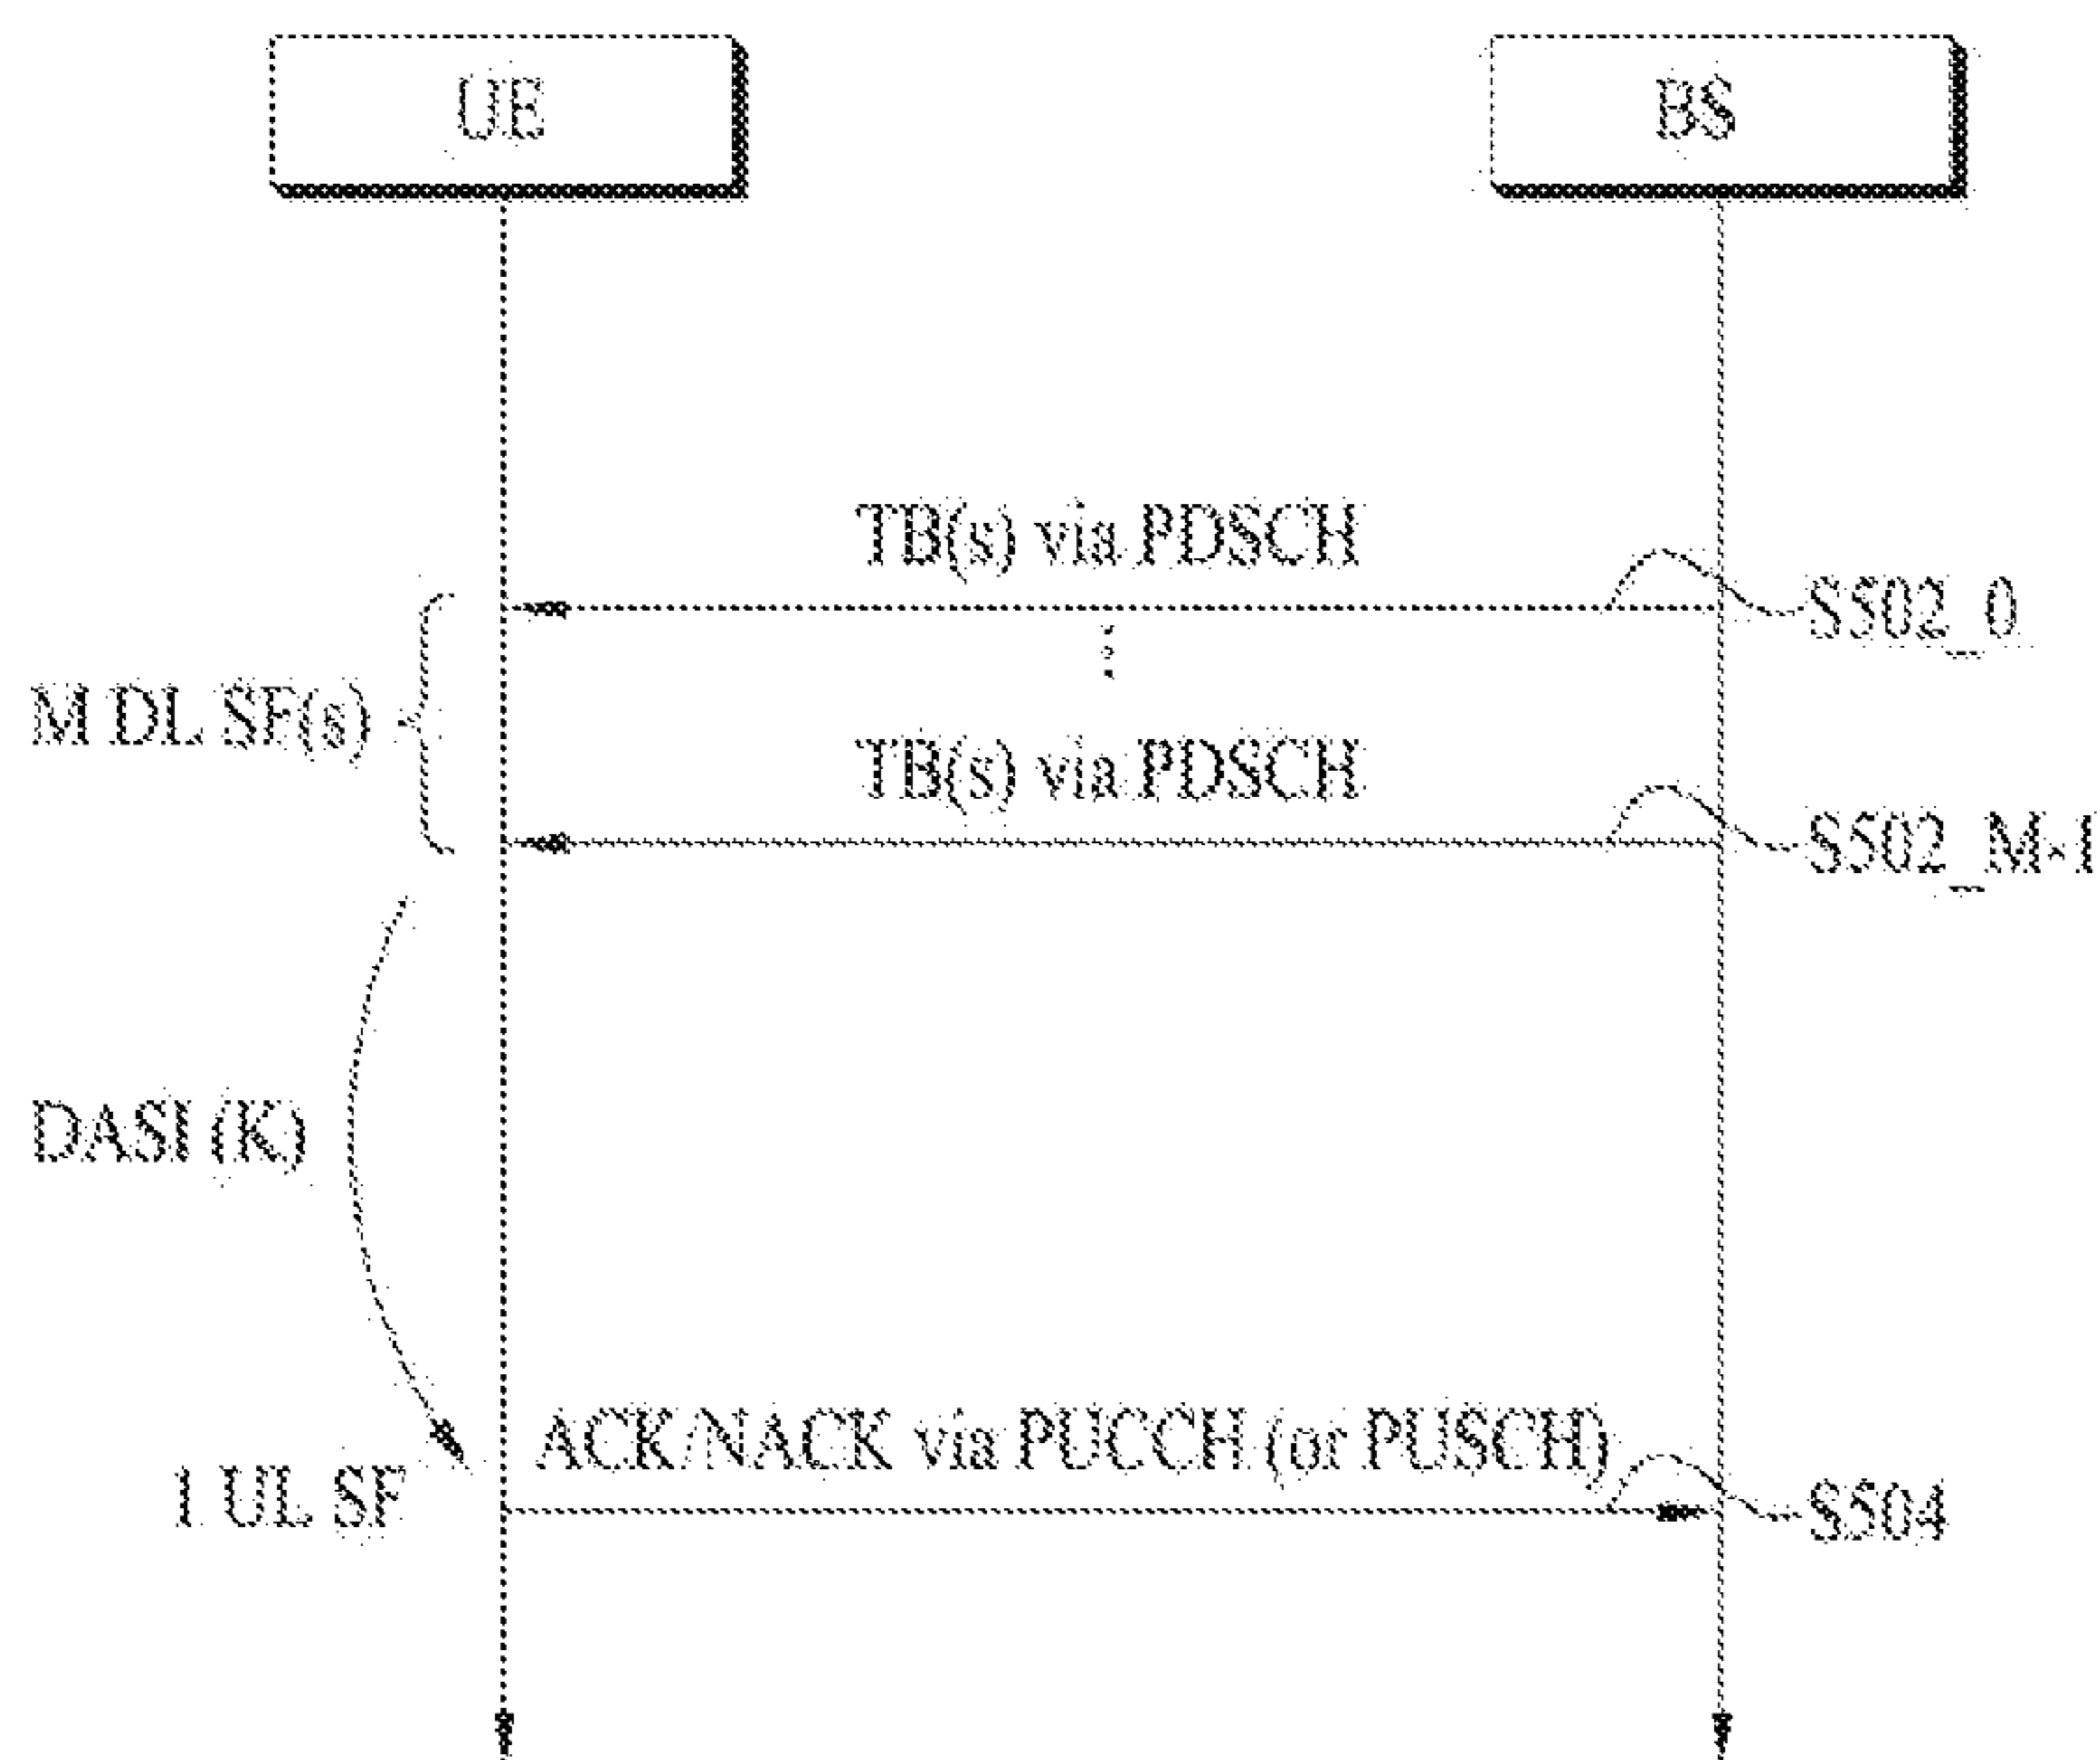 UE
BS
TB(s) via PDSCH
S502_0
M DL SF(s)
TB(s) via PDSCH
S502_M-1
DASI (K)
ACK/NACK via PUCCH (or PUSCH)
1 UL SF
S504